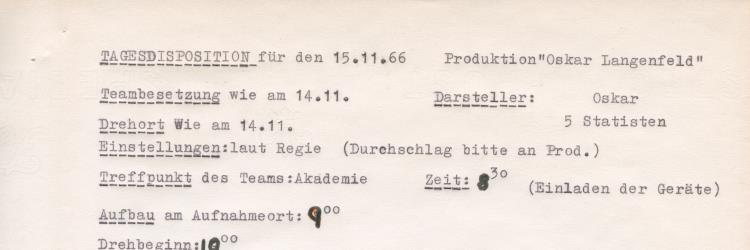 TAGESDISPOSITION für den 15.11.66 Produktion"Oskar Langenfeld"
Teambesetzung wie am 14.11. Darsteller: Oskar
5 Statisten
Drehort Wie am 14.11.
Einstellungen:laut Regie (Durchschlag bitte an Prod.)
Treffpunkt des Teams:Akademie Zeit: 8³⁰ (Einladen der Geräte)
Aufbau am Aufnahmeort: 9⁰⁰
Drehbeginn:10⁰⁰